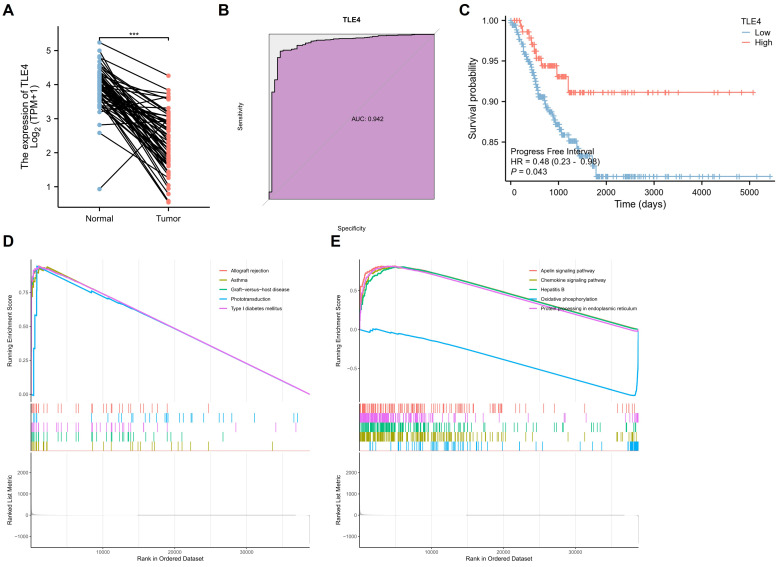 A
***
The expression of TLE4
Log2 (TPM+1)
5
4
3
2
1
Normal
Tumor
B
TLE4
Sensitivity
AUC: 0.942
Specificity
C
TLE4
Low
High
Survival probability
1.00
0.95
0.90
0.85
Progress Free Interval
HR = 0.48 (0.23 - 0.98)
P = 0.043
0
1000
2000
3000
4000
5000
Time (days)
D
Running Enrichment Score
0.75
0.50
0.25
0.00
Allograft rejection
Asthma
Graft-versus-host disease
Phototransduction
Type I diabetes mellitus
Ranked List Metric
2000
1000
0
-1000
10000
20000
30000
Rank in Ordered Dataset
E
Running Enrichment Score
0.5
0.0
-0.5
Apelin signaling pathway
Chemokine signaling pathway
Hepatitis B
Oxidative phosphorylation
Protein processing in endoplasmic reticulum
Ranked List Metric
2000
1000
0
-1000
10000
20000
30000
Rank in Ordered Dataset